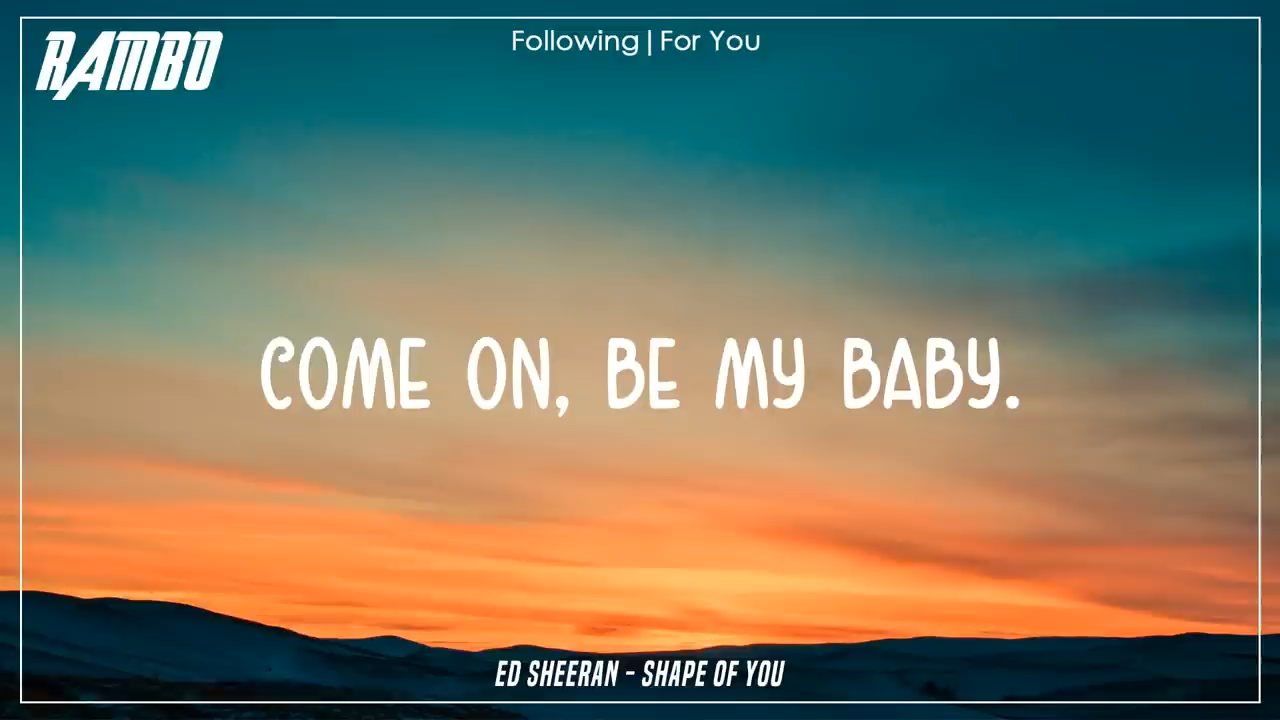 RAMBO
Following | For You
COME ON, BE MY BABY.
ED SHEERAN - SHAPE OF YOU